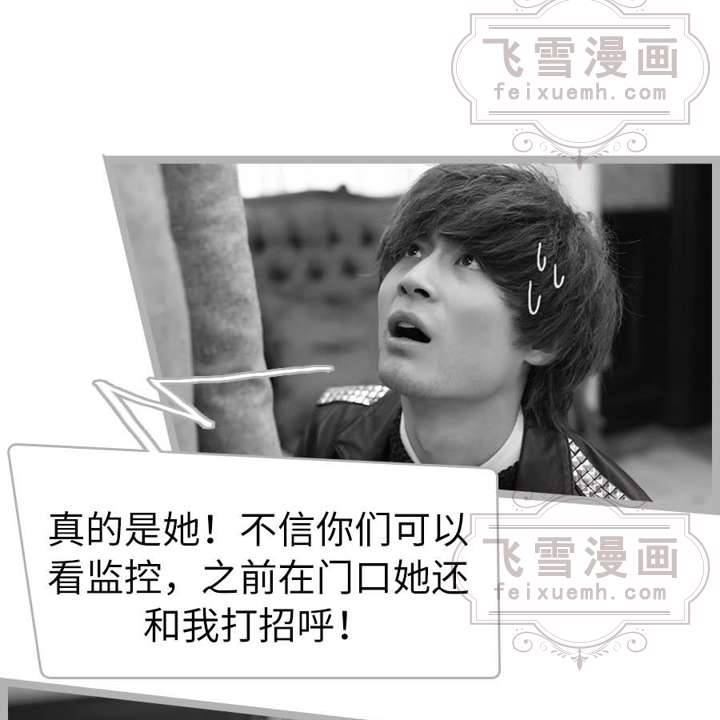 飞雪漫画
feixuemh.com
真的是她！不信你们可以
看监控，之前在门口她还
和我打招呼！
飞雪漫画
feixuemh.com